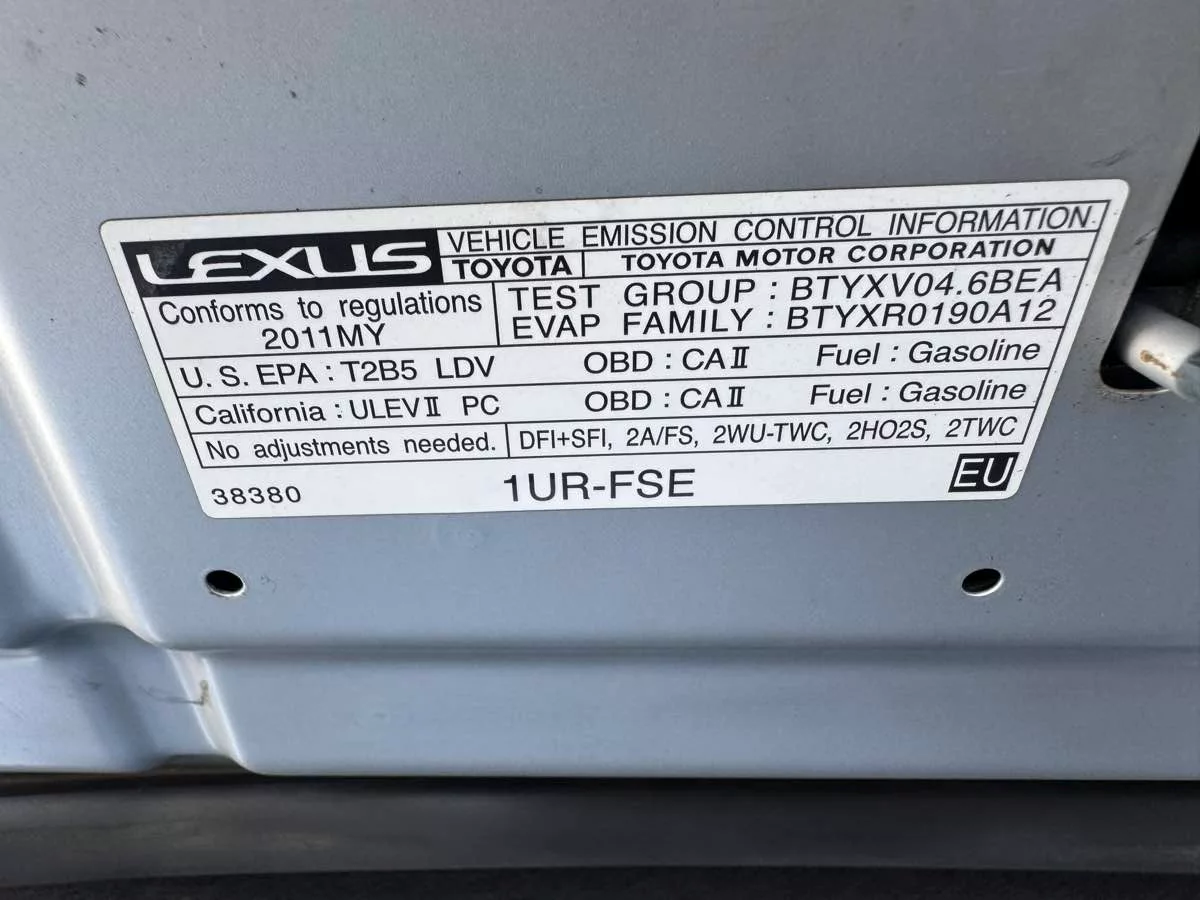 LEXUS VEHICLE EMISSION CONTROL INFORMATION
TOYOTA TOYOTA MOTOR CORPORATION
Conforms to regulations
2011MY
TEST GROUP : BTYXV04.6BEA
EVAP FAMILY : BTYXR0190A12
U. S. EPA : T2B5 LDV OBD : CAⅡ Fuel : Gasoline
California : ULEVⅡ PC OBD : CAⅡ Fuel : Gasoline
No adjustments needed. DFI+SFI, 2A/FS, 2WU-TWC, 2HO2S, 2TWC
38380 1UR-FSE EU